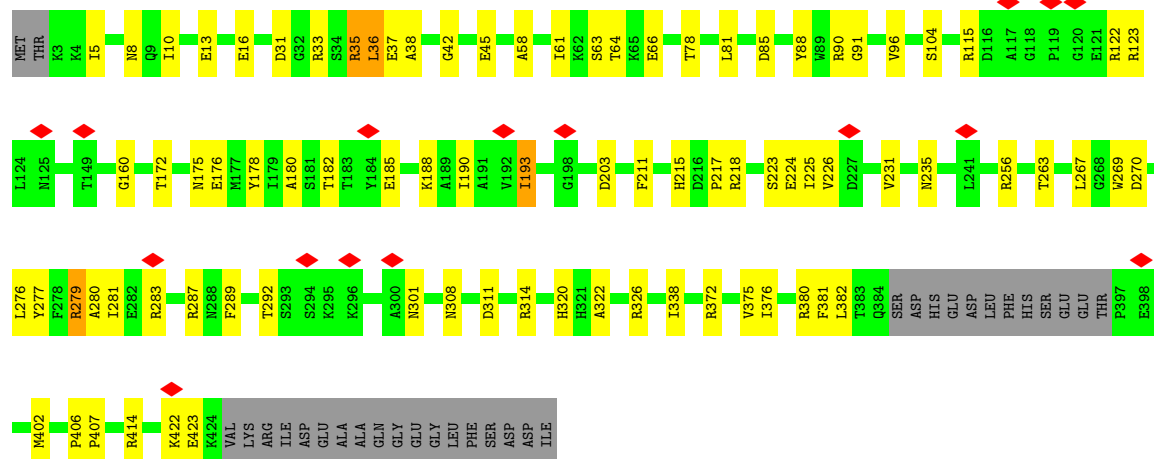 MET THR K3 K4 I5 N8 Q9 I10 E13 E16 D31 G32 R33 S34 R35 L36 E37 A38 G42 E45 A58 I61 K62 S63 T64 K65 E66 T78 L81 D85 Y88 W89 R90 G91 V96 S104 R115 D116 A117 G118 P119 G120 E121 R122 R123
L124 N125 T149 G160 T172 N175 E176 M177 Y178 I179 A180 S181 T182 T183 Y184 E185 K188 A189 I190 A191 V192 I193 G198 D203 F211 H215 D216 P217 R218 S223 E224 I225 V226 D227 V231 N235 L241 R256 T263 L267 G268 W269 D270
L276 Y277 F278 R279 A280 I281 E282 R283 R287 N288 F289 T292 S293 S294 K295 K296 A300 N301 N308 D311 R314 H320 H321 A322 R326 I338 R372 V375 I376 R380 F381 L382 T383 Q384 SER ASP HIS GLU ASP LEU PHE HIS SER GLU GLU THR P397 E398
M402 P406 P407 R414 K422 E423 K424 VAL LYS ARG ILE ASP GLU ALA ALA GLN GLY GLU GLY LEU PHE SER ASP ASP ILE